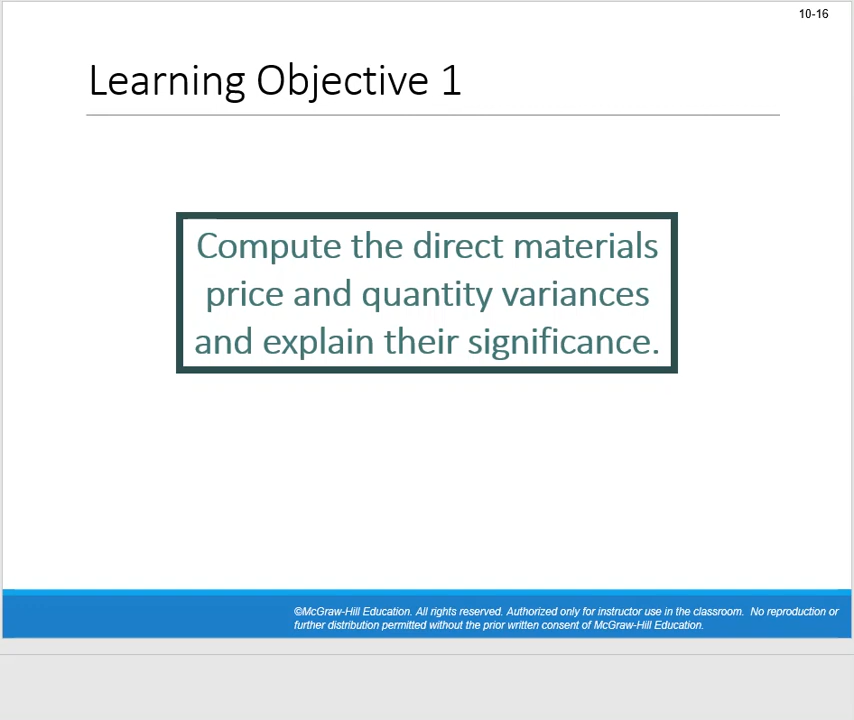 10-16
Learning Objective 1
Compute the direct materials
price and quantity variances
and explain their significance.
©McGraw-Hill Education. All rights reserved. Authorized only for instructor use in the classroom.  No reproduction or
further distribution permitted without the prior written consent of McGraw-Hill Education.